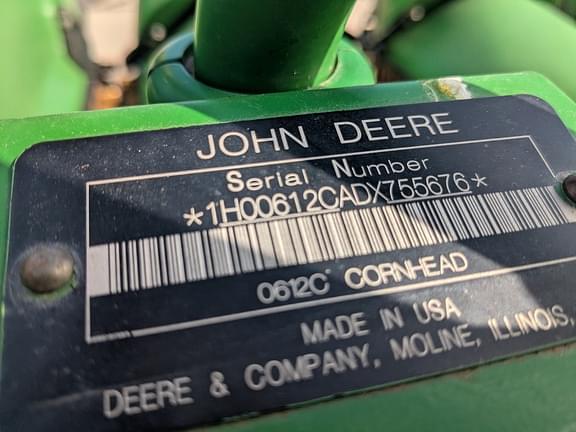 JOHN DEERE
Serial Number
*1H00612CADX755676*
0612C CORNHEAD
MADE IN USA
DEERE & COMPANY, MOLINE, ILLINOIS,